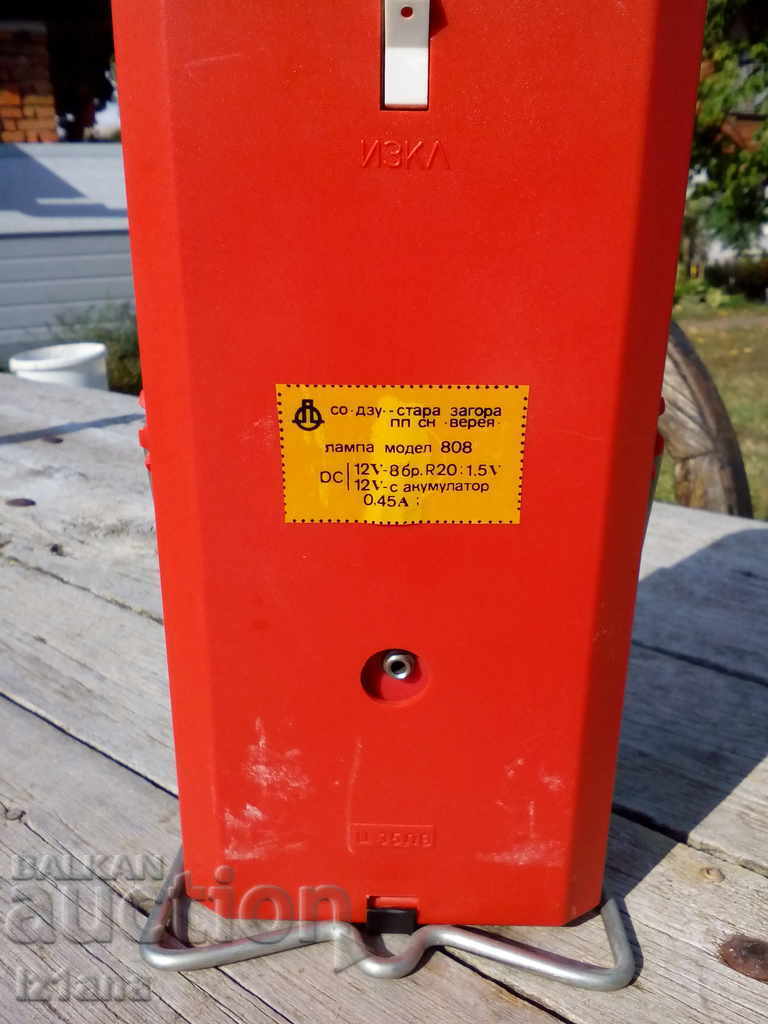 ИЗКЛ
СО·ДЗУ·-СТАРА ЗАГОРА
ПП СН ·ВЕРЕЯ·
ЛАМПА МОДЕЛ 808
DC | 12V-8бр. R20:1.5V
12V-с акумулатор
0.45A:
BALKAN
auction
iz1ana